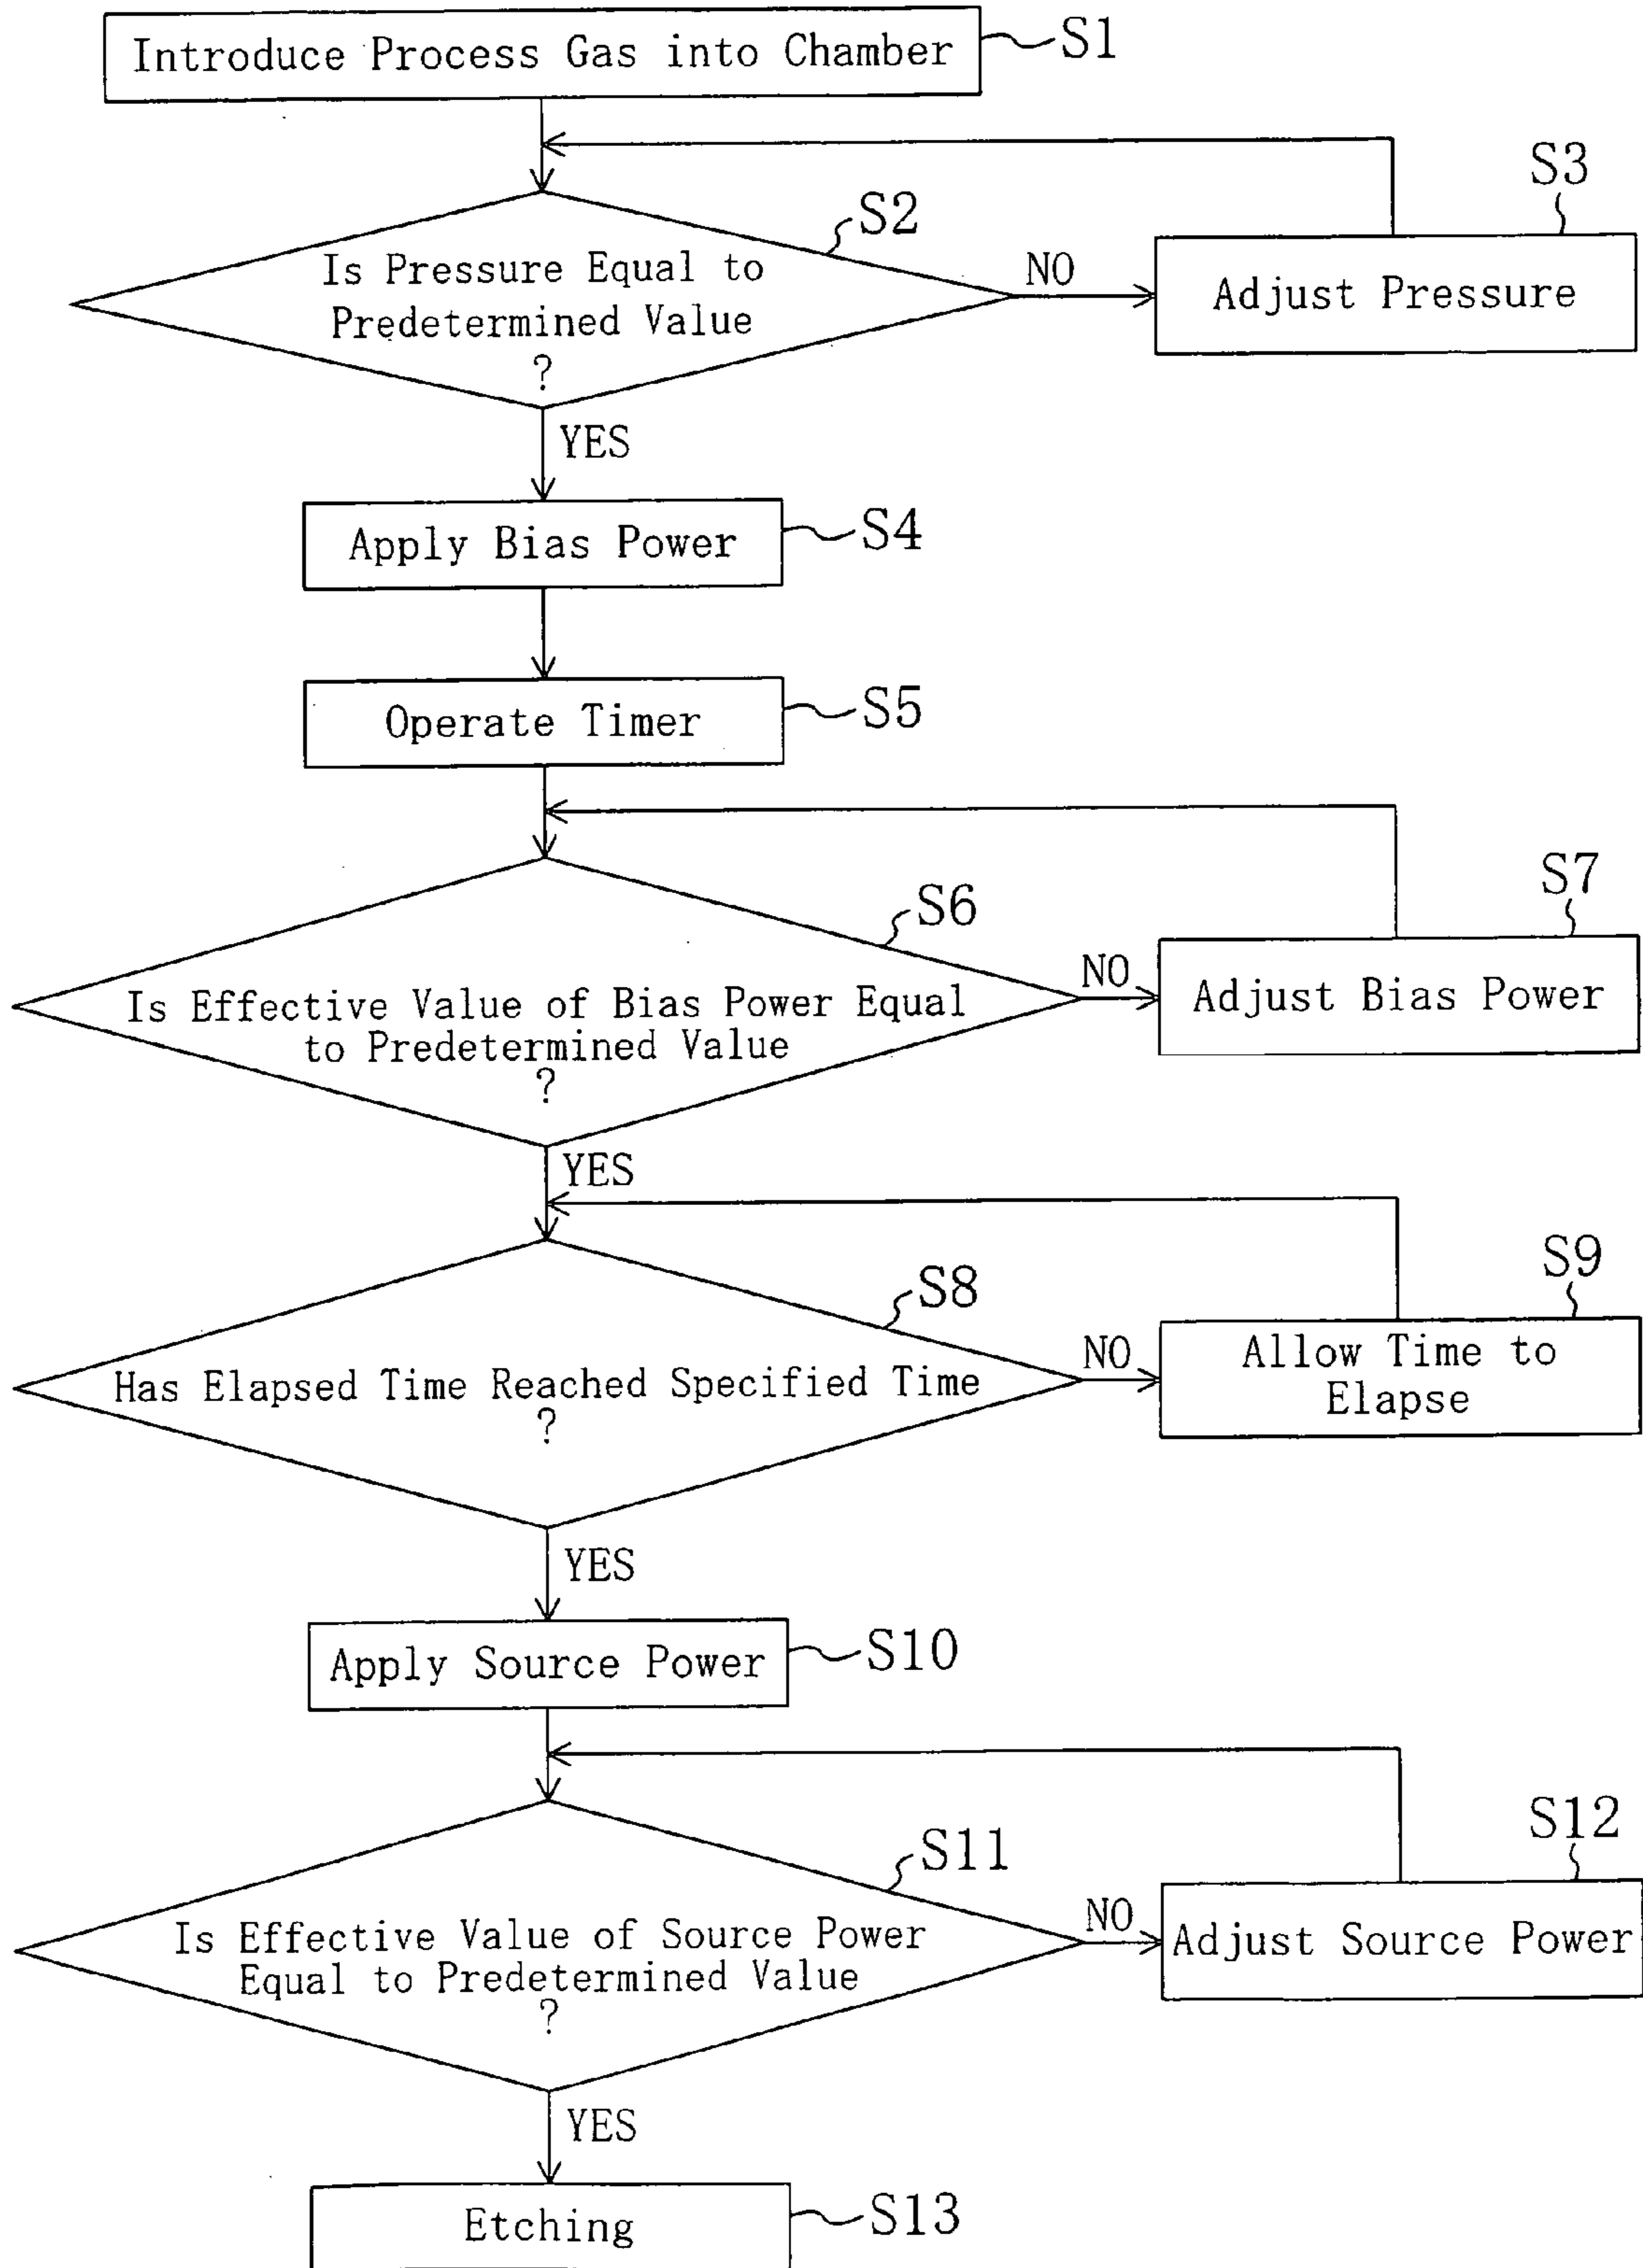 Introduce Process Gas into Chamber
S1
S3
S2
Is Pressure Equal to
Predetermined Value
?
NO
Adjust Pressure
YES
Apply Bias Power
S4
Operate Timer
S5
S7
S6
Is Effective Value of Bias Power Equal
to Predetermined Value
?
NO
Adjust Bias Power
YES
S9
S8
Has Elapsed Time Reached Specified Time
?
NO
Allow Time to
Elapse
YES
Apply Source Power
S10
S12
S11
Is Effective Value of Source Power
Equal to Predetermined Value
?
NO
Adjust Source Power
YES
Etching
S13